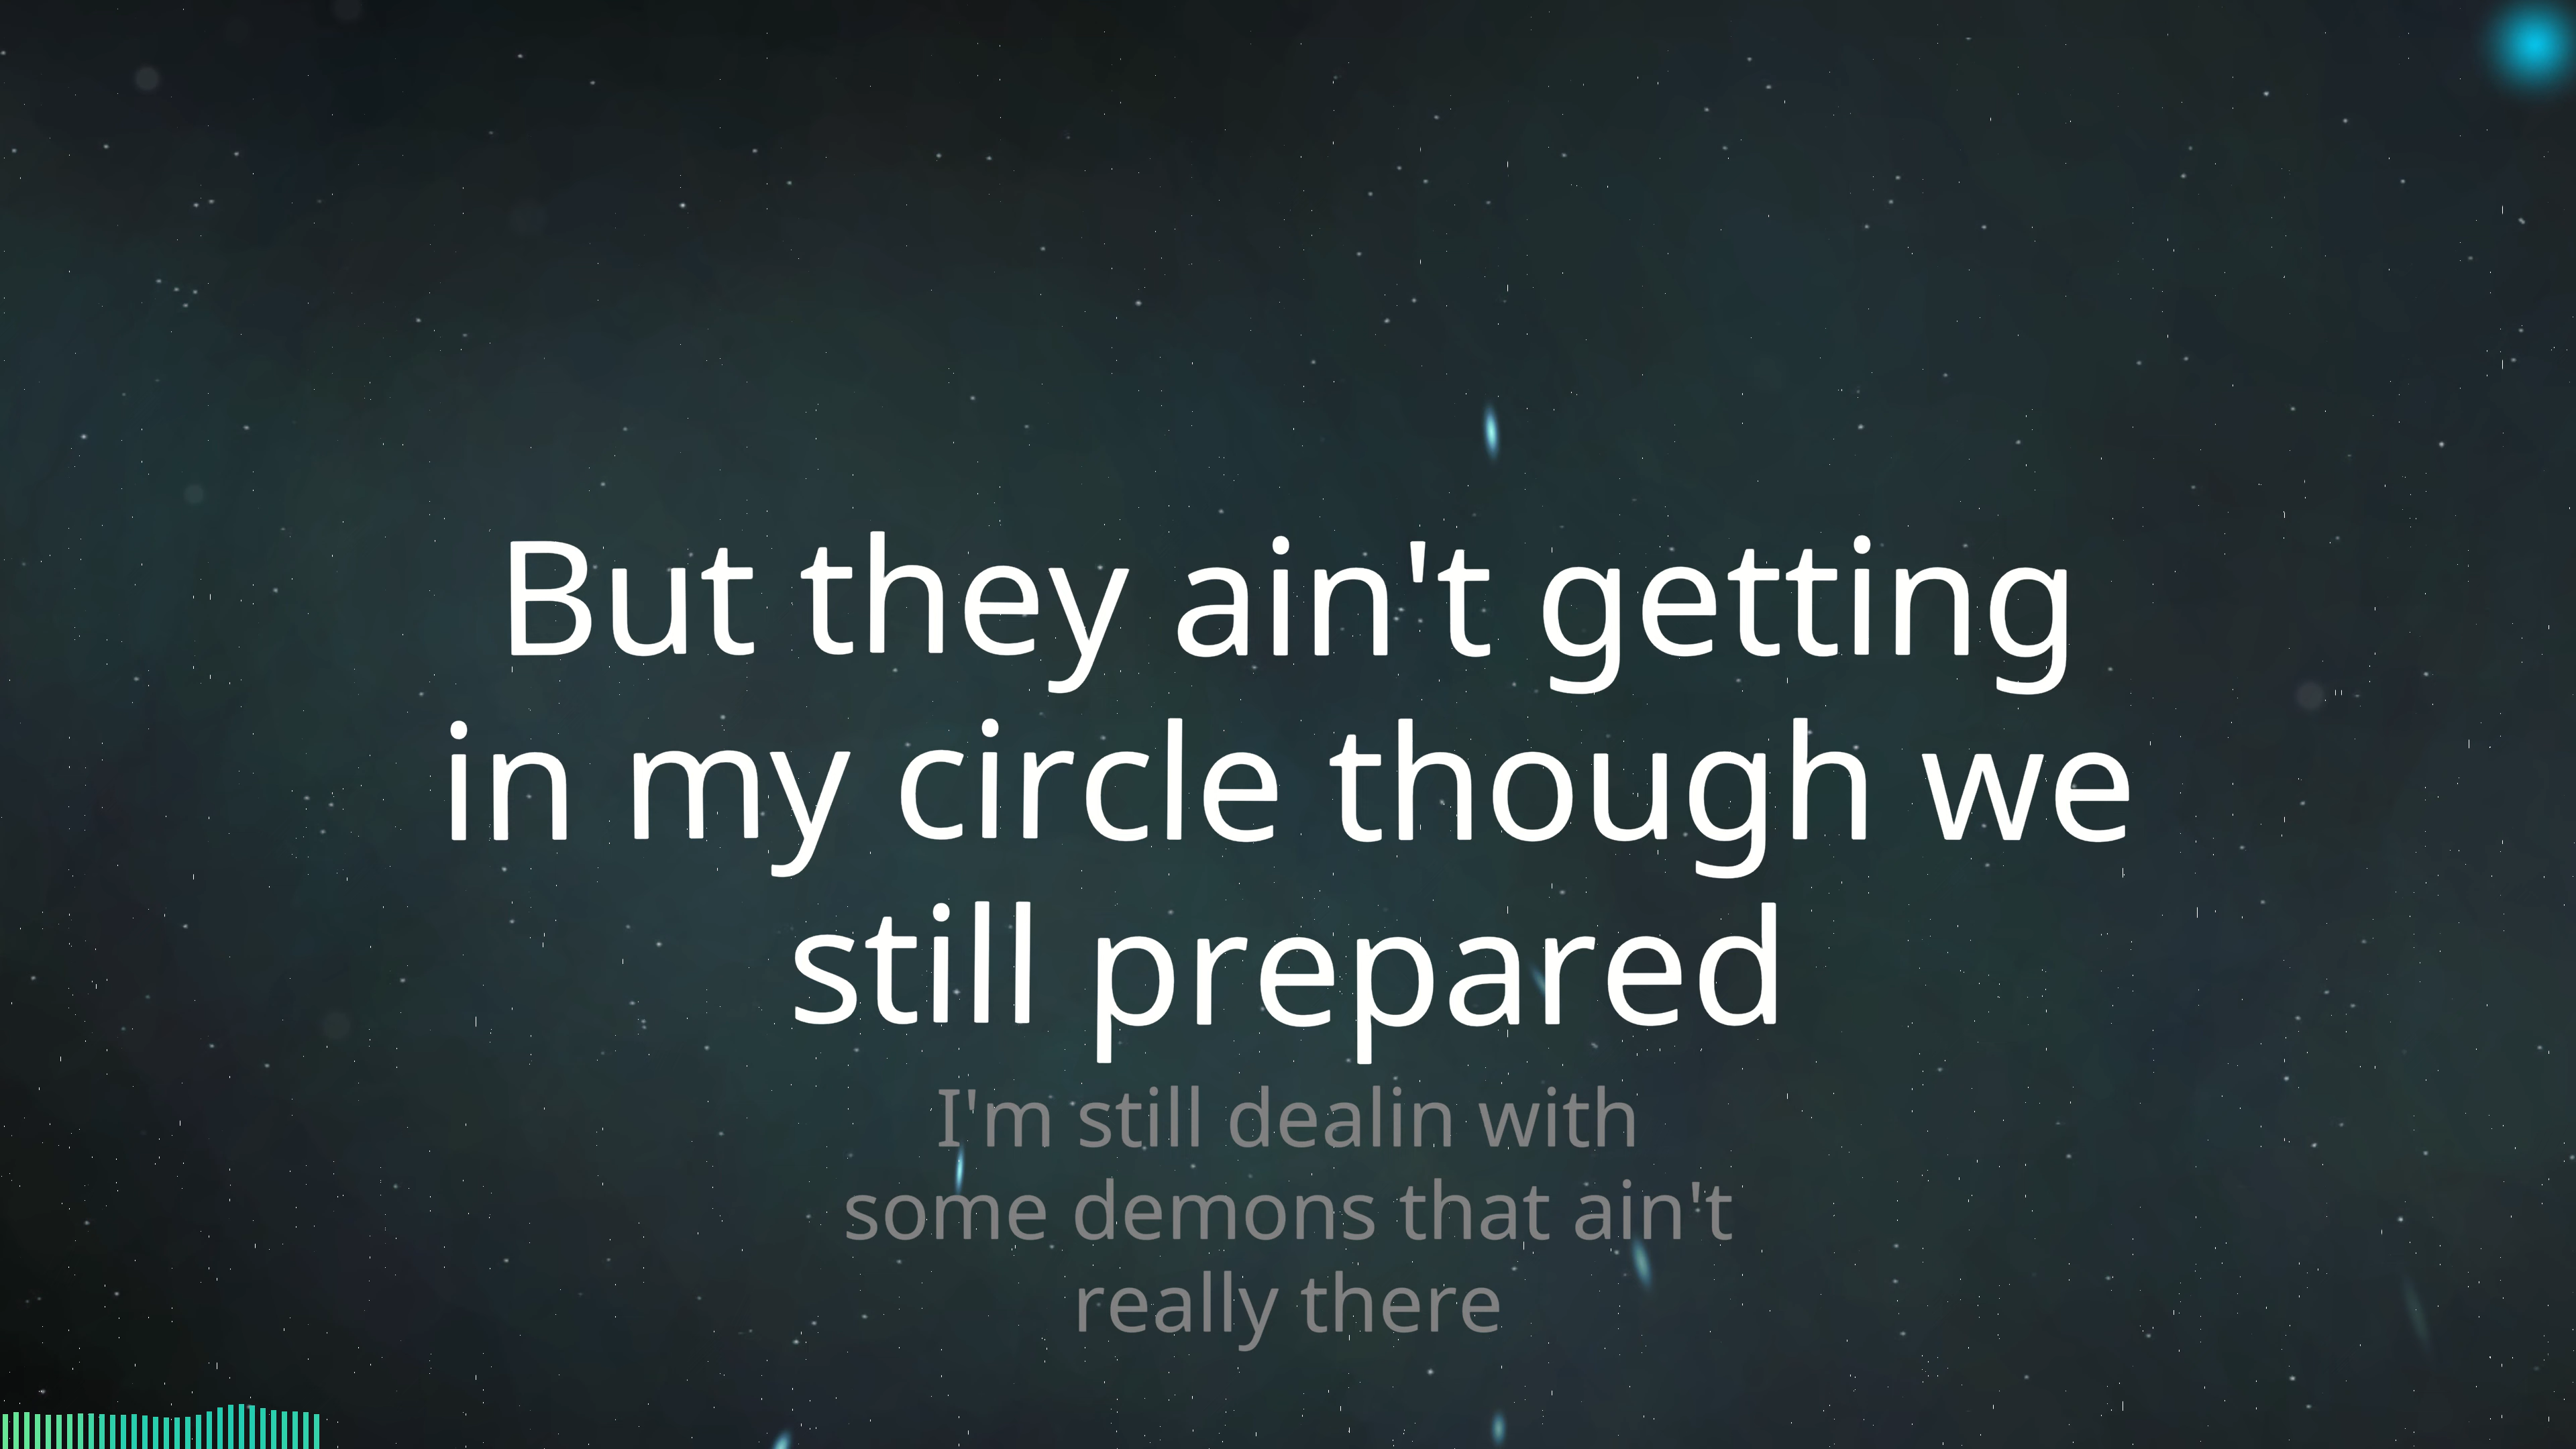 But they ain't getting
in my circle though we
still prepared
I'm still dealin with
some demons that ain't
really there